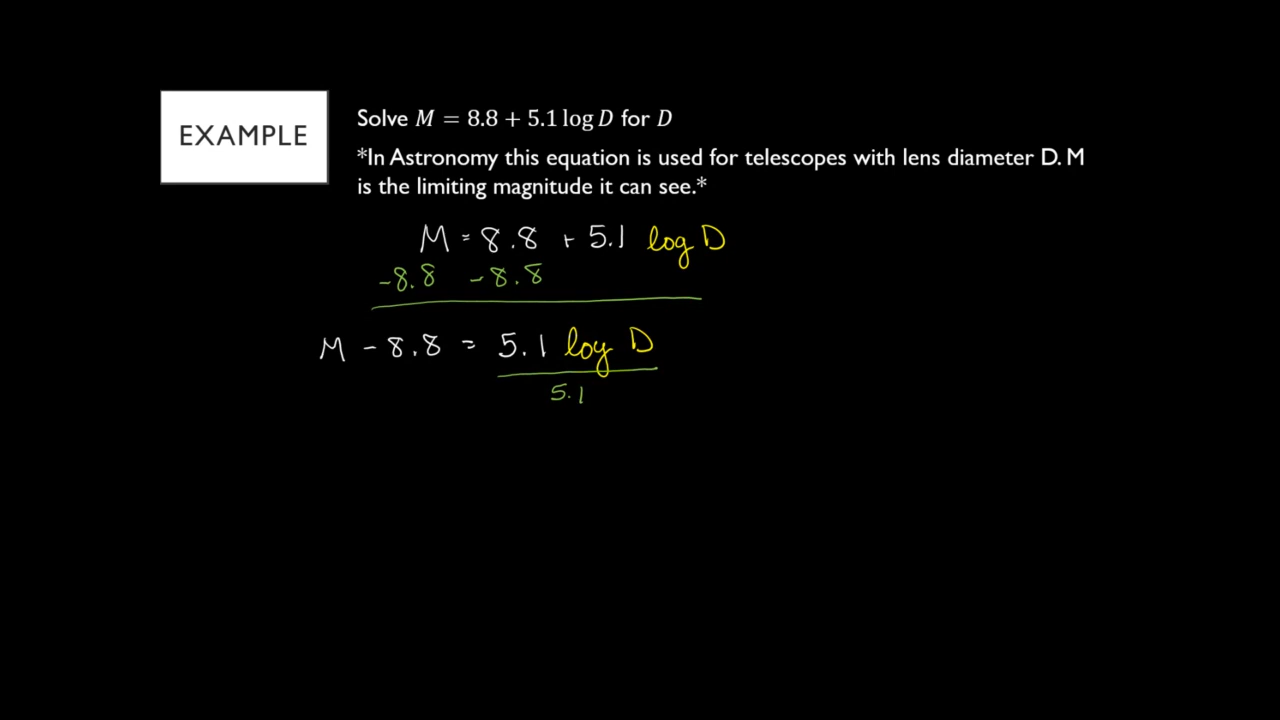 EXAMPLE
Solve M = 8.8 + 5.1 log D for D
*In Astronomy this equation is used for telescopes with lens diameter D. M
is the limiting magnitude it can see.*
M = 8.8 + 5.1 log D
-8.8 -8.8
M - 8.8 = 5.1 log D
5.1